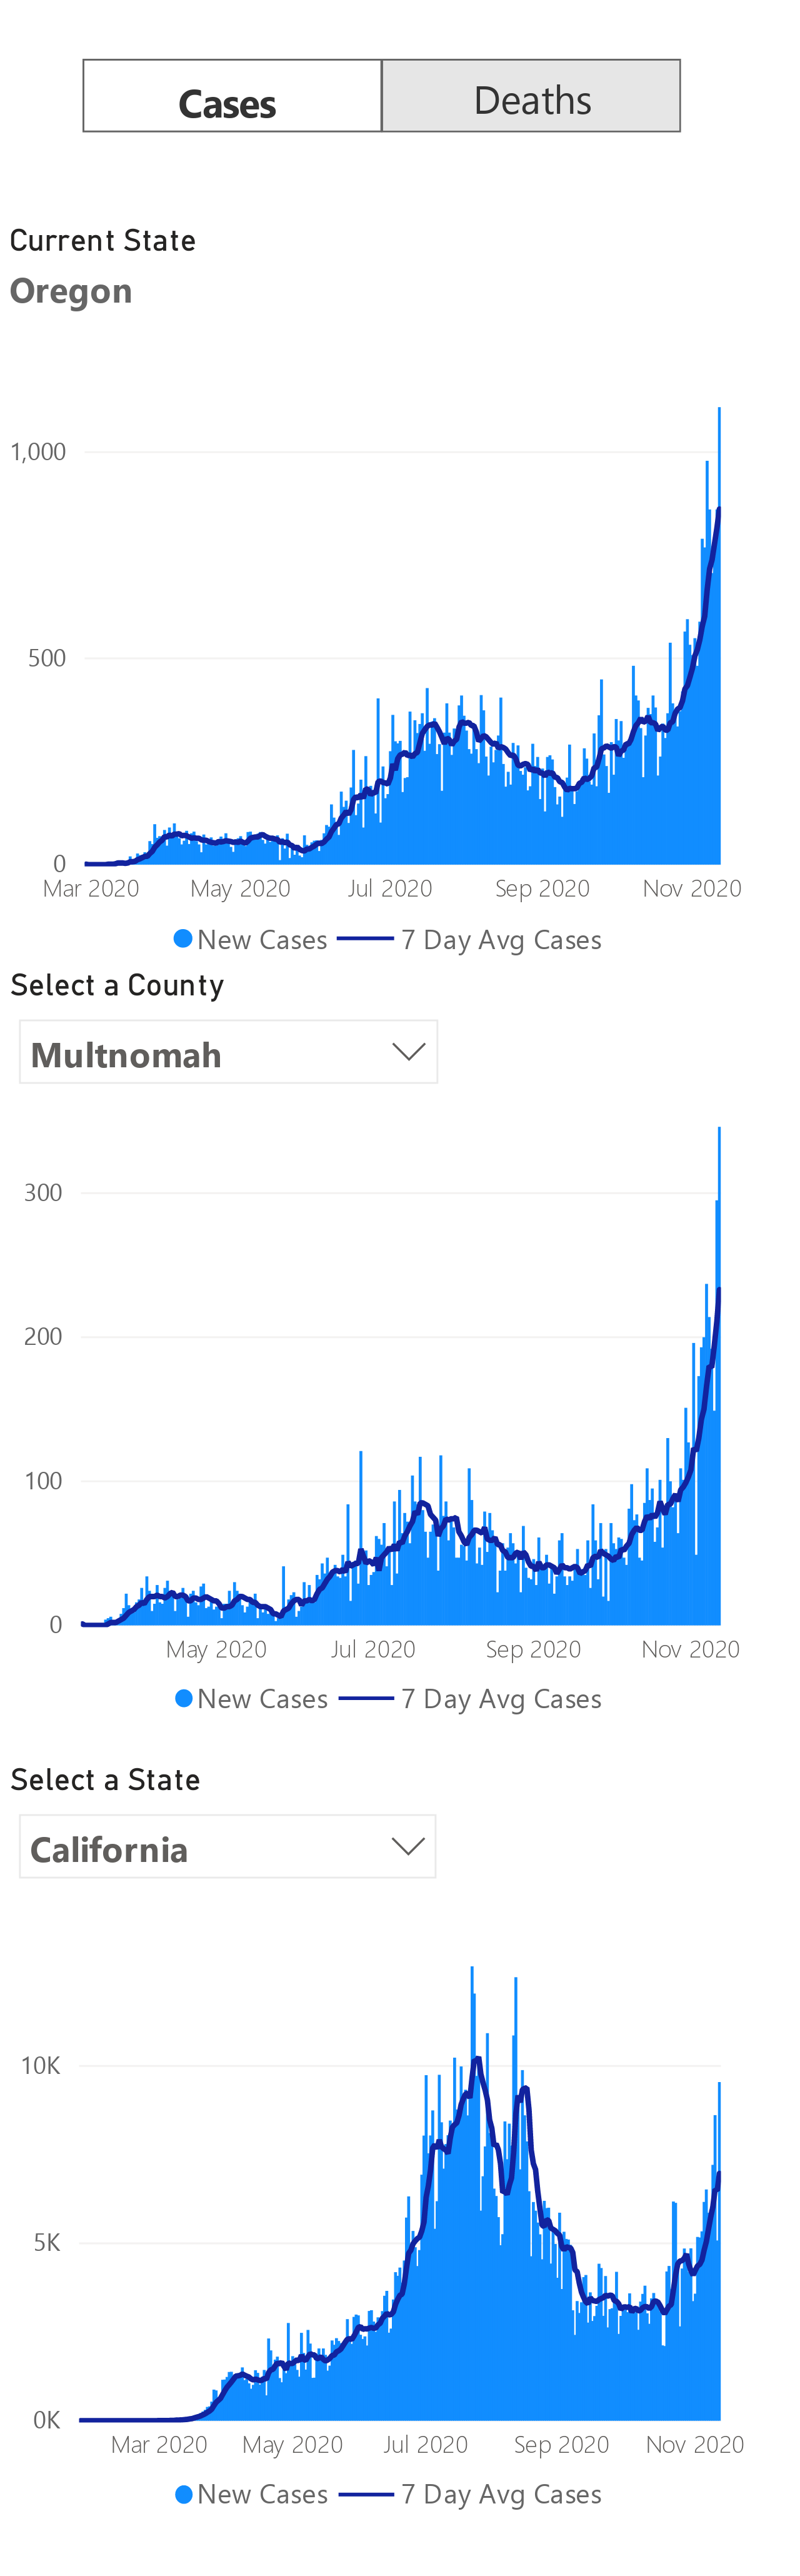 Cases Deaths
Current State
Oregon
1,000
500
0
Mar 2020 May 2020 Jul 2020 Sep 2020 Nov 2020
New Cases 7 Day Avg Cases
Select a County
Multnomah
300
200
100
0
May 2020 Jul 2020 Sep 2020 Nov 2020
New Cases 7 Day Avg Cases
Select a State
California
10K
5K
0K
Mar 2020 May 2020 Jul 2020 Sep 2020 Nov 2020
New Cases 7 Day Avg Cases